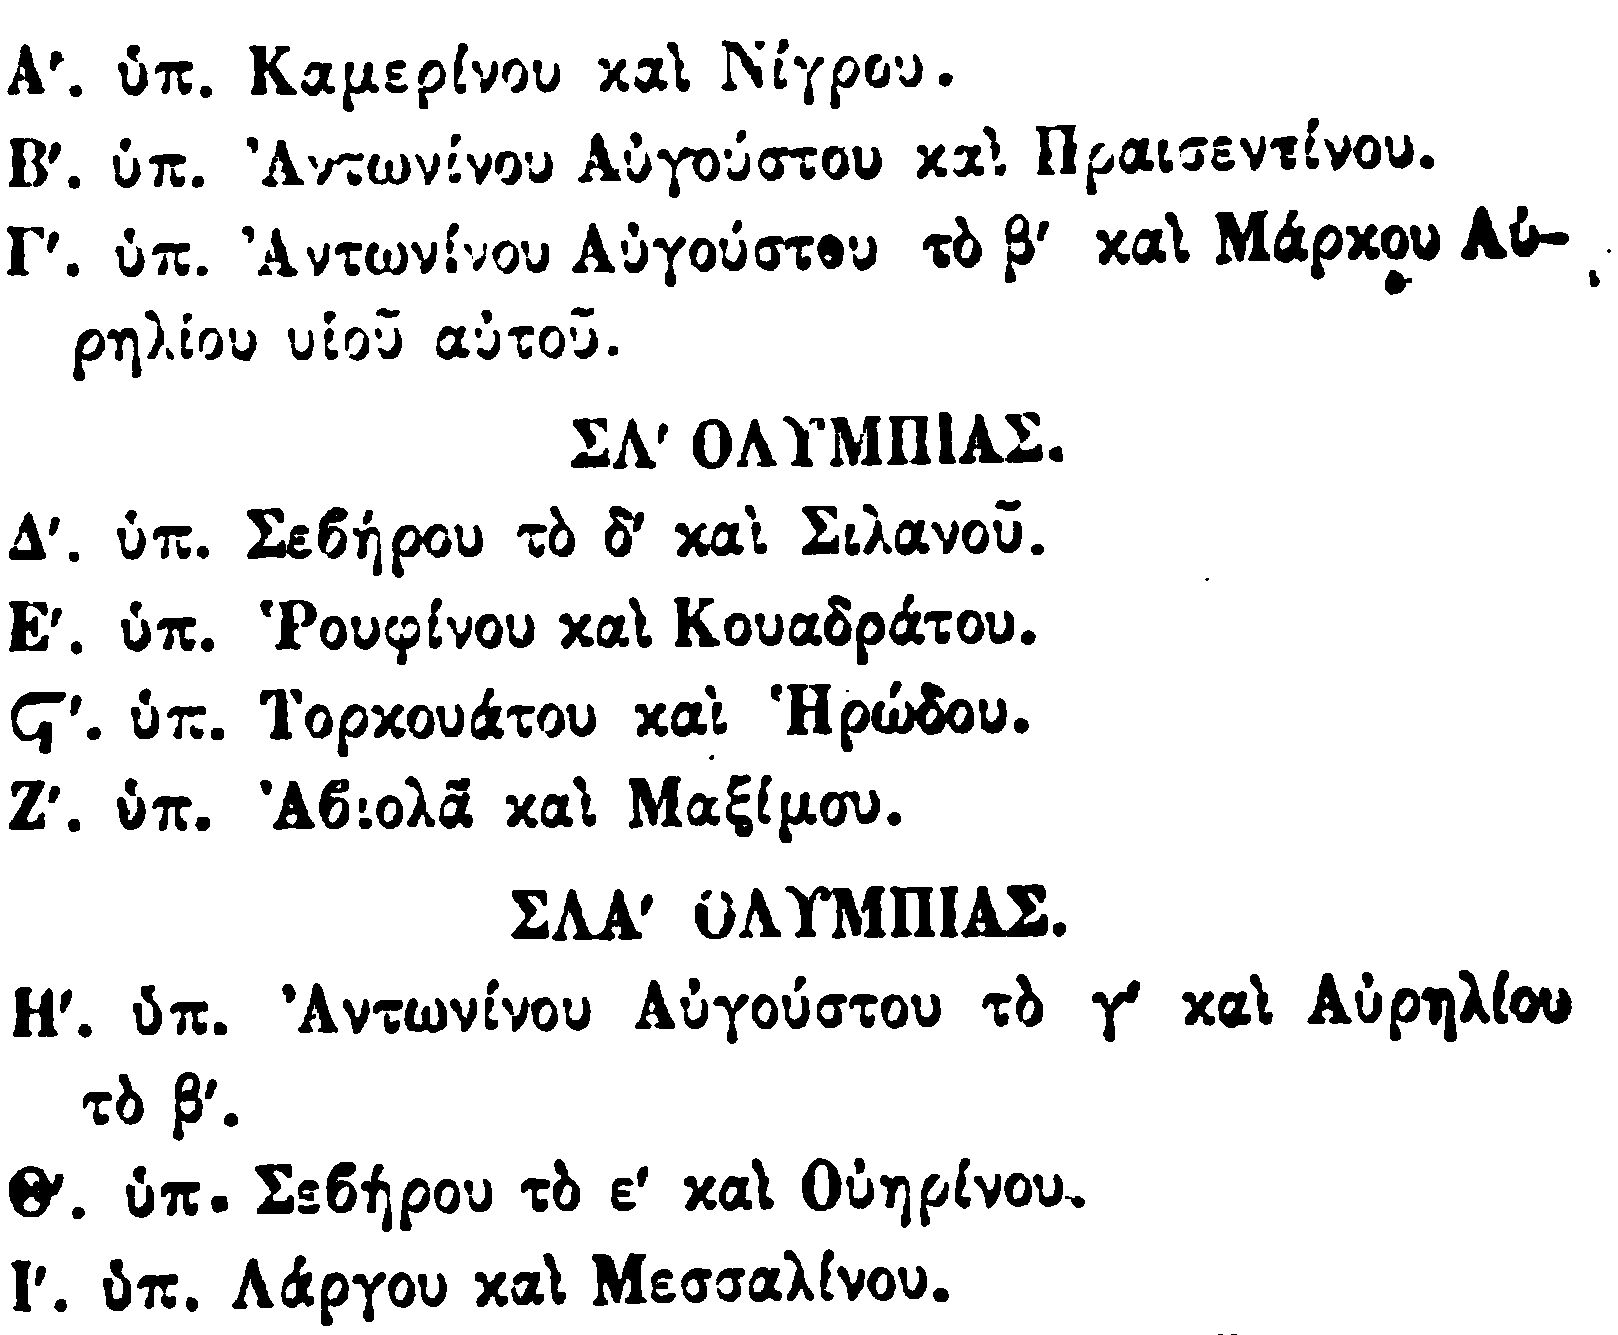 Α′. ὑπ. Καμερίνου καὶ Νίγρου.
Β′. ὑπ. Ἀντωνίνου Αὐγούστου καὶ Πραισεντίνου.
Γ′. ὑπ. Ἀντωνίνου Αὐγούστου τὸ β′ καὶ Μάρκου Αὐ-
ρηλίου υἱοῦ αὐτοῦ.
ΣΛ′ ΟΛΥΜΠΙΑΣ.
Δ′. ὑπ. Σεβήρου τὸ δ′ καὶ Σιλανοῦ.
Ε′. ὑπ. Ῥουφίνου καὶ Κουαδράτου.
Ϛ′. ὑπ. Τορκουάτου καὶ Ἡρώδου.
Ζ′. ὑπ. Ἀβιολᾶ καὶ Μαξίμου.
ΣΛΑ′ ΟΛΥΜΠΙΑΣ.
Η′. ὑπ. Ἀντωνίνου Αὐγούστου τὸ γ′ καὶ Αὐρηλίου
τὸ β′.
Θ′. ὑπ. Σεβήρου τὸ ε′ καὶ Οὐηρίνου.
Ι′. ὑπ. Λάργου καὶ Μεσσαλίνου.